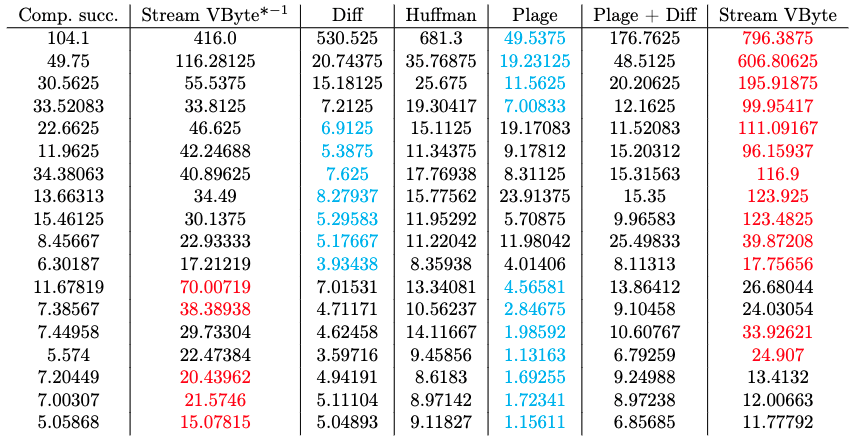 Comp. succ. Stream VByte*⁻¹ Diff Huffman Plage Plage + Diff Stream VByte
104.1 416.0 530.525 681.3 49.5375 176.7625 796.3875
49.75 116.28125 20.74375 35.76875 19.23125 48.5125 606.80625
30.5625 55.5375 15.18125 25.675 11.5625 20.20625 195.91875
33.52083 33.8125 7.2125 19.30417 7.00833 12.1625 99.95417
22.6625 46.625 6.9125 15.1125 19.17083 11.52083 111.09167
11.9625 42.24688 5.3875 11.34375 9.17812 15.20312 96.15937
34.38063 40.89625 7.625 17.76938 8.31125 15.31563 116.9
13.66313 34.49 8.27937 15.77562 23.91375 15.35 123.925
15.46125 30.1375 5.29583 11.95292 5.70875 9.96583 123.4825
8.45667 22.93333 5.17667 11.22042 11.98042 25.49833 39.87208
6.30187 17.21219 3.93438 8.35938 4.01406 8.11313 17.75656
11.67819 70.00719 7.01531 13.34081 4.56581 13.86412 26.68044
7.38567 38.38938 4.71171 10.56237 2.84675 9.10458 24.03054
7.44958 29.73304 4.62458 14.11667 1.98592 10.60767 33.92621
5.574 22.47384 3.59716 9.45856 1.13163 6.79259 24.907
7.20449 20.43962 4.94191 8.6183 1.69255 9.24988 13.4132
7.00307 21.5746 5.11104 8.97142 1.72341 8.97238 12.00663
5.05868 15.07815 5.04893 9.11827 1.15611 6.85685 11.77792